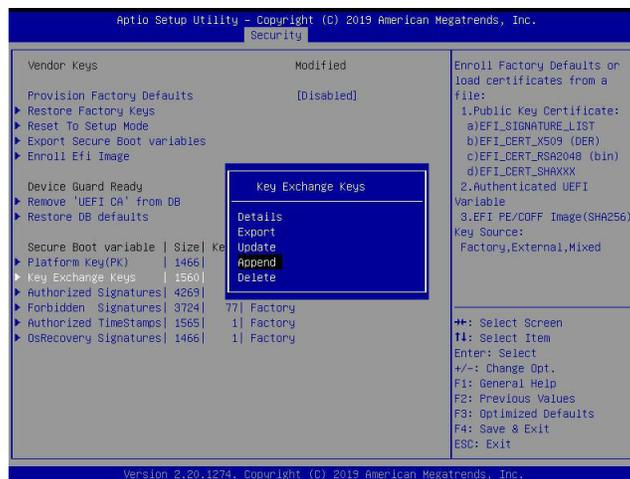 Aptio Setup Utility – Copyright (C) 2019 American Megatrends, Inc.
Security
Vendor Keys Modified
Provision Factory Defaults [Disabled]
Restore Factory Keys
Reset To Setup Mode
Export Secure Boot variables
Enroll Efi Image
Device Guard Ready
Remove 'UEFI CA' from DB
Restore DB defaults
Secure Boot variable | Size| Ke
Platform Key(PK) | 1466|
Key Exchange Keys | 1560|
Authorized Signatures| 4269|
Forbidden Signatures| 3724| 77| Factory
Authorized TimeStamps| 1565| 1| Factory
OsRecovery Signatures| 1466| 1| Factory
Key Exchange Keys
Details
Export
Update
Append
Delete
Enroll Factory Defaults or
load certificates from a
file:
1.Public Key Certificate:
a)EFI_SIGNATURE_LIST
b)EFI_CERT_X509 (DER)
c)EFI_CERT_RSA2048 (bin)
d)EFI_CERT_SHAXXX
2.Authenticated UEFI
Variable
3.EFI PE/COFF Image(SHA256)
Key Source:
Factory,External,Mixed
→←: Select Screen
↑↓: Select Item
Enter: Select
+/-: Change Opt.
F1: General Help
F2: Previous Values
F3: Optimized Defaults
F4: Save & Exit
ESC: Exit
Version 2.20.1274. Copyright (C) 2019 American Megatrends, Inc.